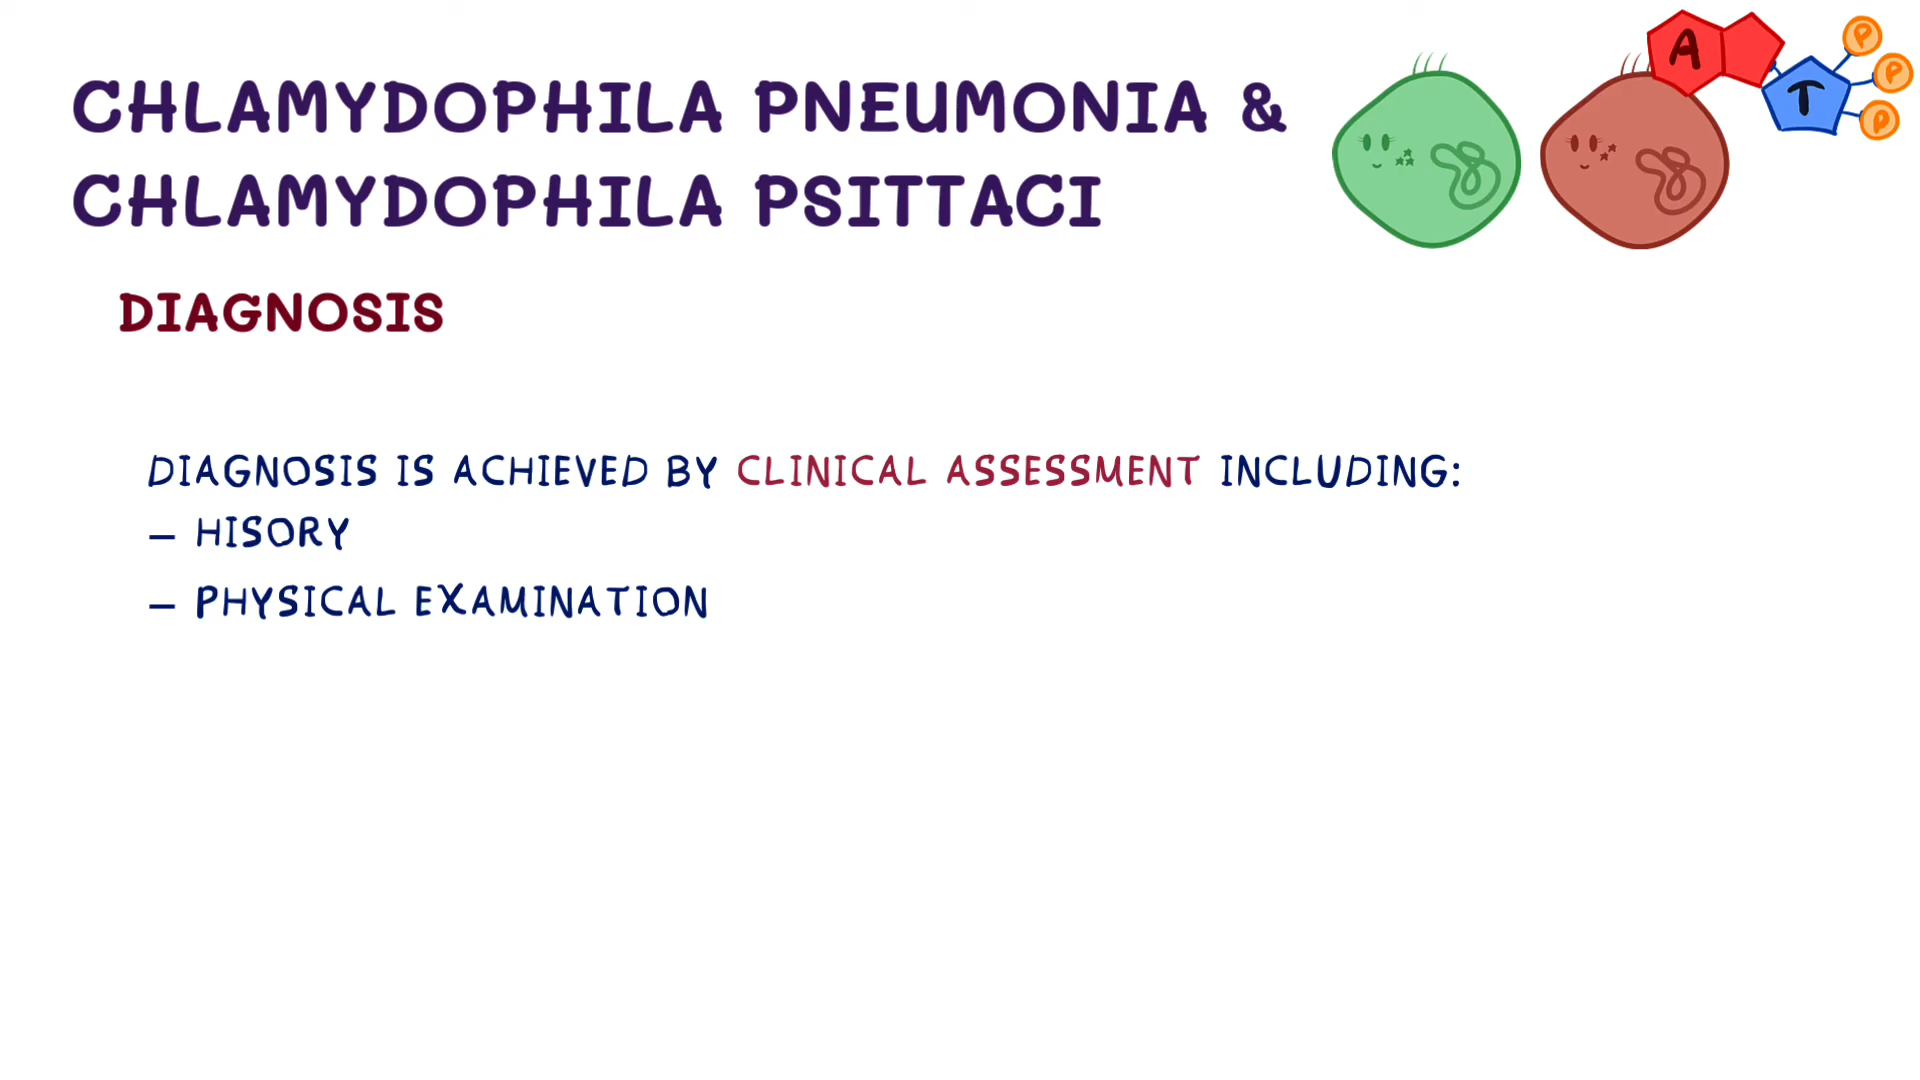 CHLAMYDOPHILA PNEUMONIA &
CHLAMYDOPHILA PSITTACI
A
T
P
P
P
DIAGNOSIS
DIAGNOSIS IS ACHIEVED BY CLINICAL ASSESSMENT INCLUDING:
– HISORY
– PHYSICAL EXAMINATION